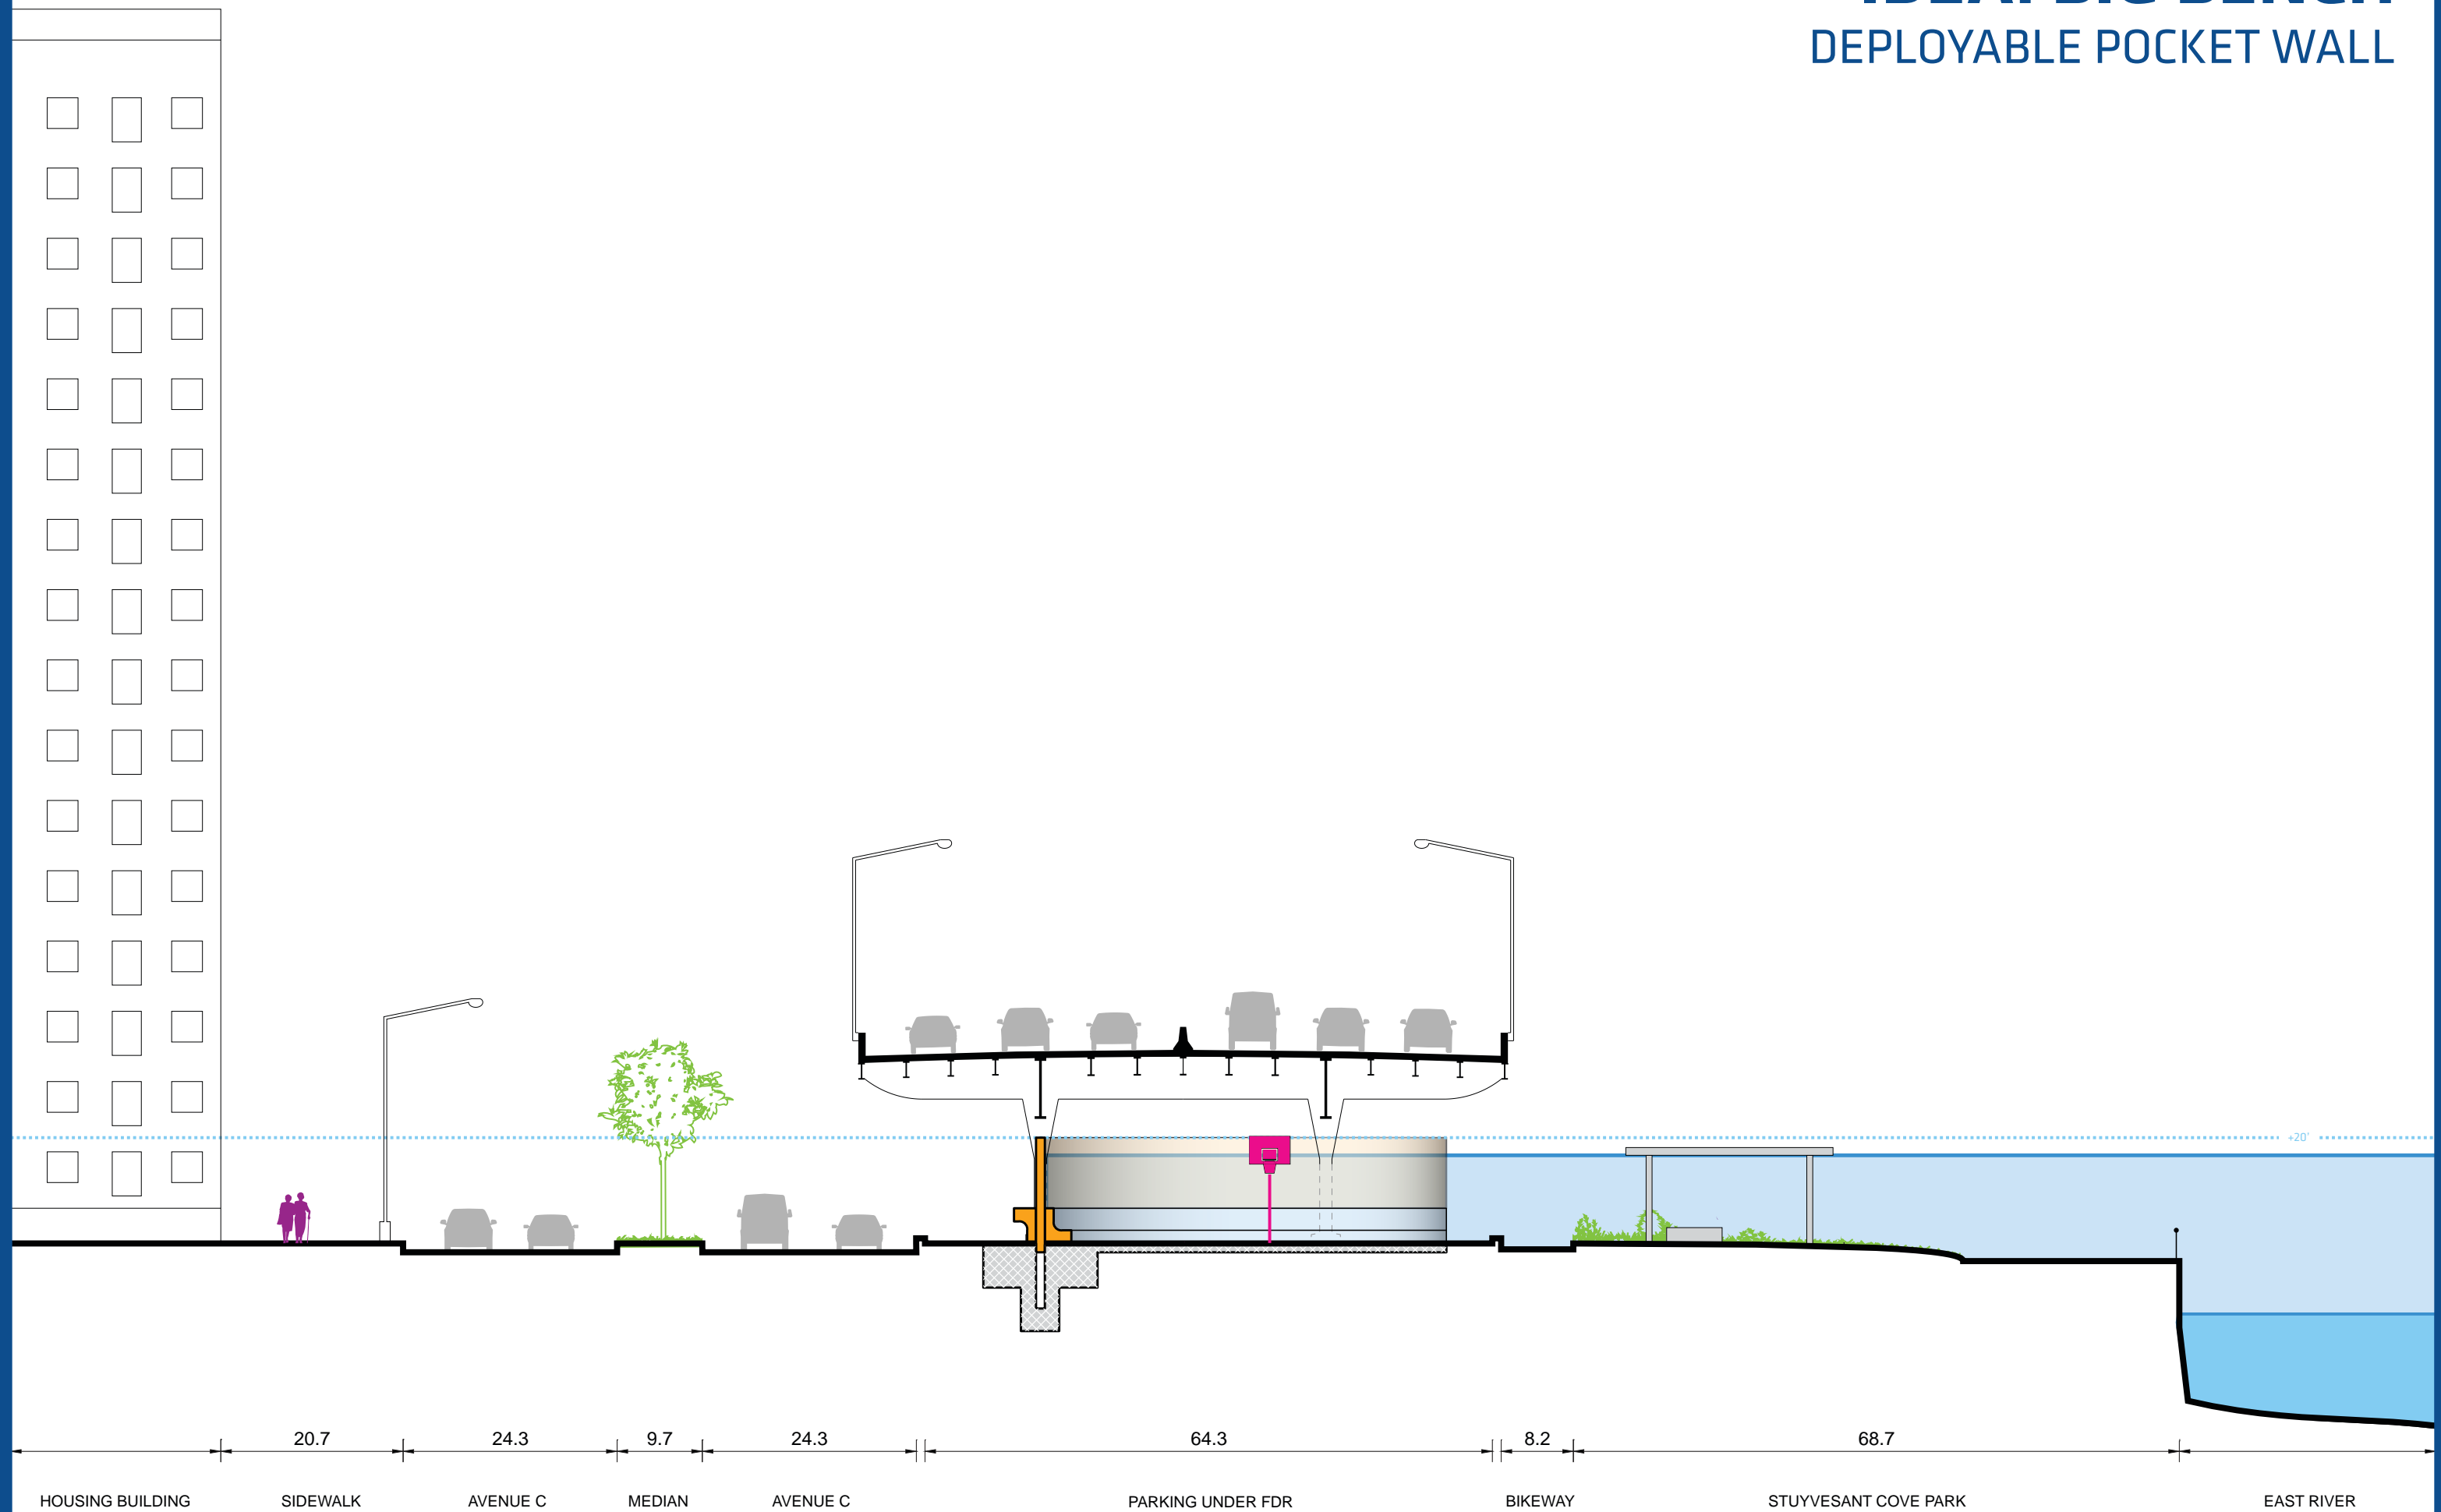 DEPLOYABLE POCKET WALL
+20'
20.7 24.3 9.7 24.3 64.3 8.2 68.7
HOUSING BUILDING SIDEWALK AVENUE C MEDIAN AVENUE C PARKING UNDER FDR BIKEWAY STUYVESANT COVE PARK EAST RIVER